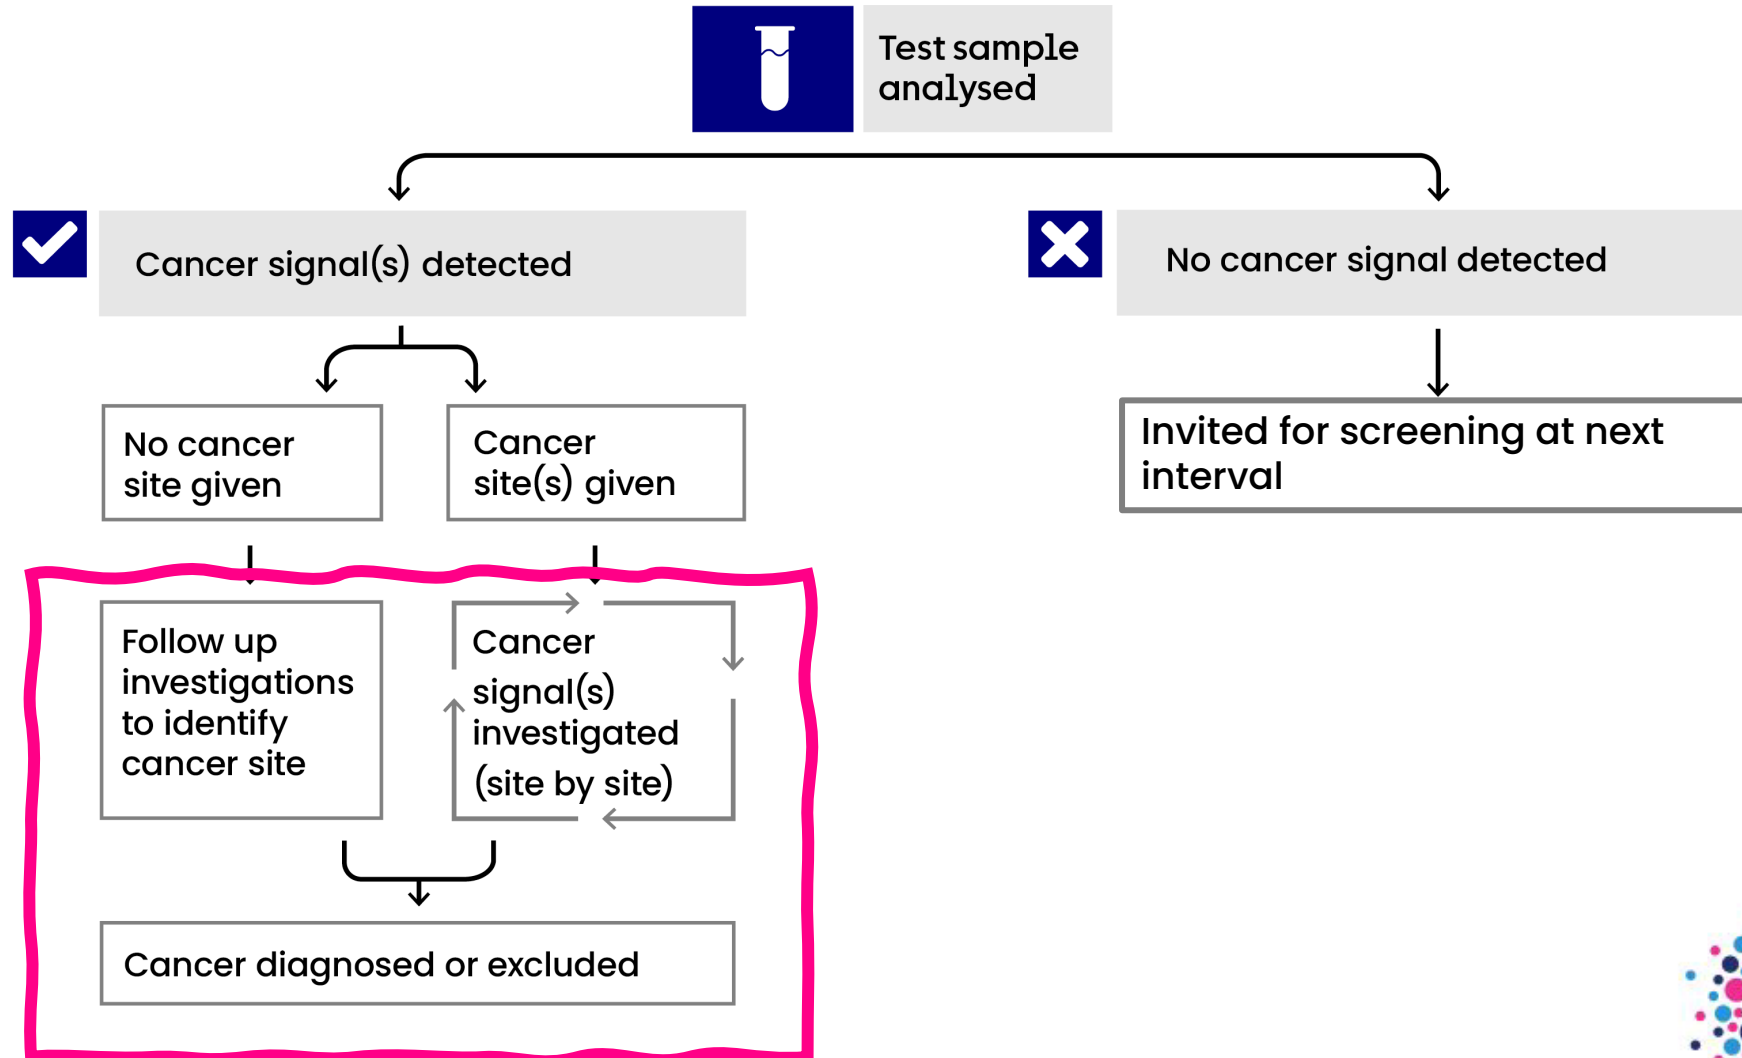 Test sample
analysed
Cancer signal(s) detected
No cancer signal detected
No cancer
site given
Cancer
site(s) given
Invited for screening at next
interval
Follow up
investigations
to identify
cancer site
Cancer
signal(s)
investigated
(site by site)
Cancer diagnosed or excluded